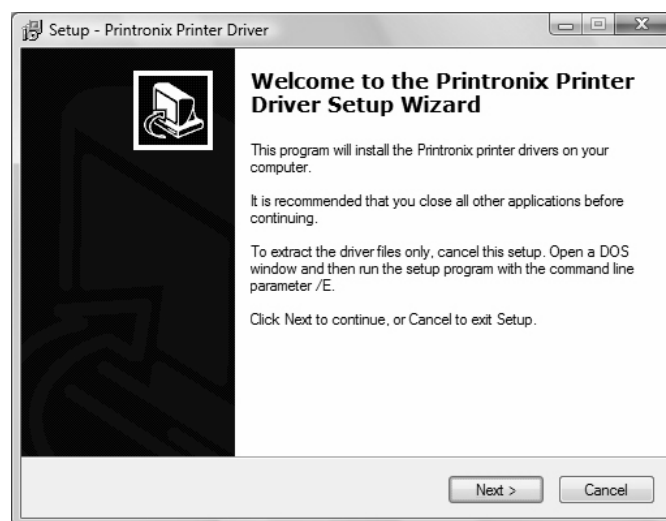 Setup - Printronix Printer Driver
Welcome to the Printronix Printer
Driver Setup Wizard
This program will install the Printronix printer drivers on your
computer.
It is recommended that you close all other applications before
continuing.
To extract the driver files only, cancel this setup. Open a DOS
window and then run the setup program with the command line
parameter /E.
Click Next to continue, or Cancel to exit Setup.
Next >
Cancel